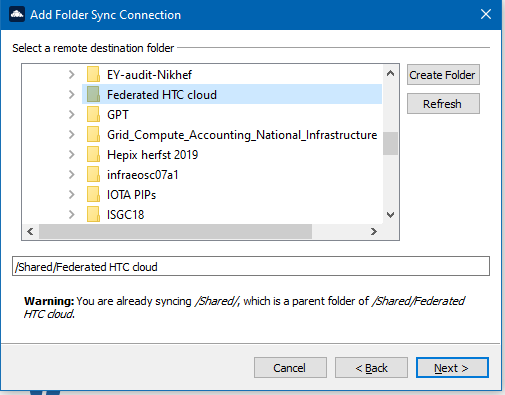 Add Folder Sync Connection
Select a remote destination folder
EY-audit-Nikhef
Federated HTC cloud
GPT
Grid_Compute_Accounting_National_Infrastructure
Hepix herfst 2019
infraeosc07a1
IOTA PIPs
ISGC18
Create Folder
Refresh
/Shared/Federated HTC cloud
Warning: You are already syncing /Shared/, which is a parent folder of /Shared/Federated
HTC cloud.
Cancel
< Back
Next >